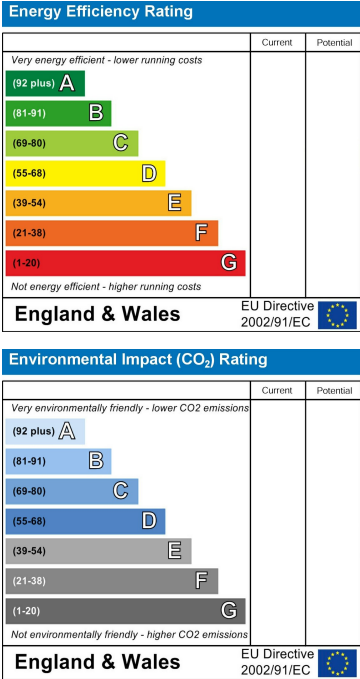 Energy Efficiency Rating
Current Potential
Very energy efficient - lower running costs
(92 plus) A
(81-91) B
(69-80) C
(55-68) D
(39-54) E
(21-38) F
(1-20) G
Not energy efficient - higher running costs
England & Wales
EU Directive
2002/91/EC
Environmental Impact (CO₂) Rating
Current Potential
Very environmentally friendly - lower CO2 emissions
(92 plus) A
(81-91) B
(69-80) C
(55-68) D
(39-54) E
(21-38) F
(1-20) G
Not environmentally friendly - higher CO2 emissions
England & Wales
EU Directive
2002/91/EC